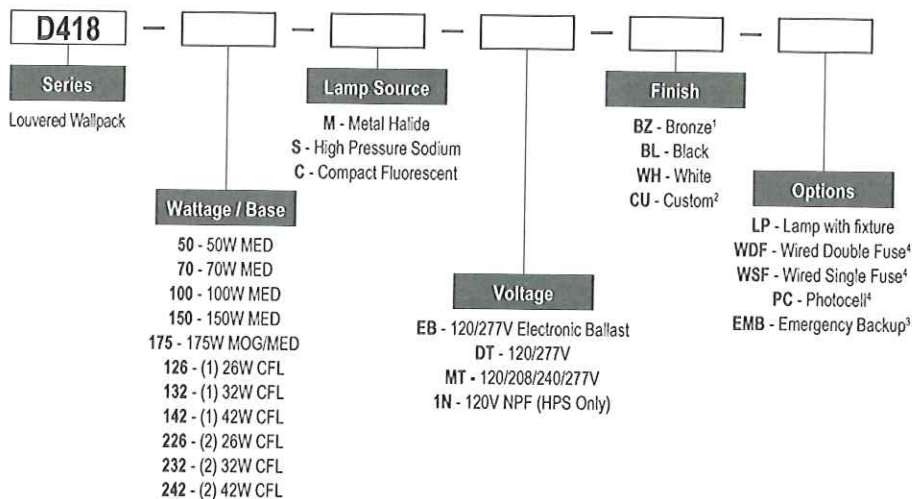 D418 — — — — —
Series
Louvered Wallpack
Wattage / Base
50 - 50W MED
70 - 70W MED
100 - 100W MED
150 - 150W MED
175 - 175W MOG/MED
126 - (1) 26W CFL
132 - (1) 32W CFL
142 - (1) 42W CFL
226 - (2) 26W CFL
232 - (2) 32W CFL
242 - (2) 42W CFL
Lamp Source
M - Metal Halide
S - High Pressure Sodium
C - Compact Fluorescent
Voltage
EB - 120/277V Electronic Ballast
DT - 120/277V
MT - 120/208/240/277V
1N - 120V NPF (HPS Only)
Finish
BZ - Bronze¹
BL - Black
WH - White
CU - Custom²
Options
LP - Lamp with fixture
WDF - Wired Double Fuse⁴
WSF - Wired Single Fuse⁴
PC - Photocell⁴
EMB - Emergency Backup³